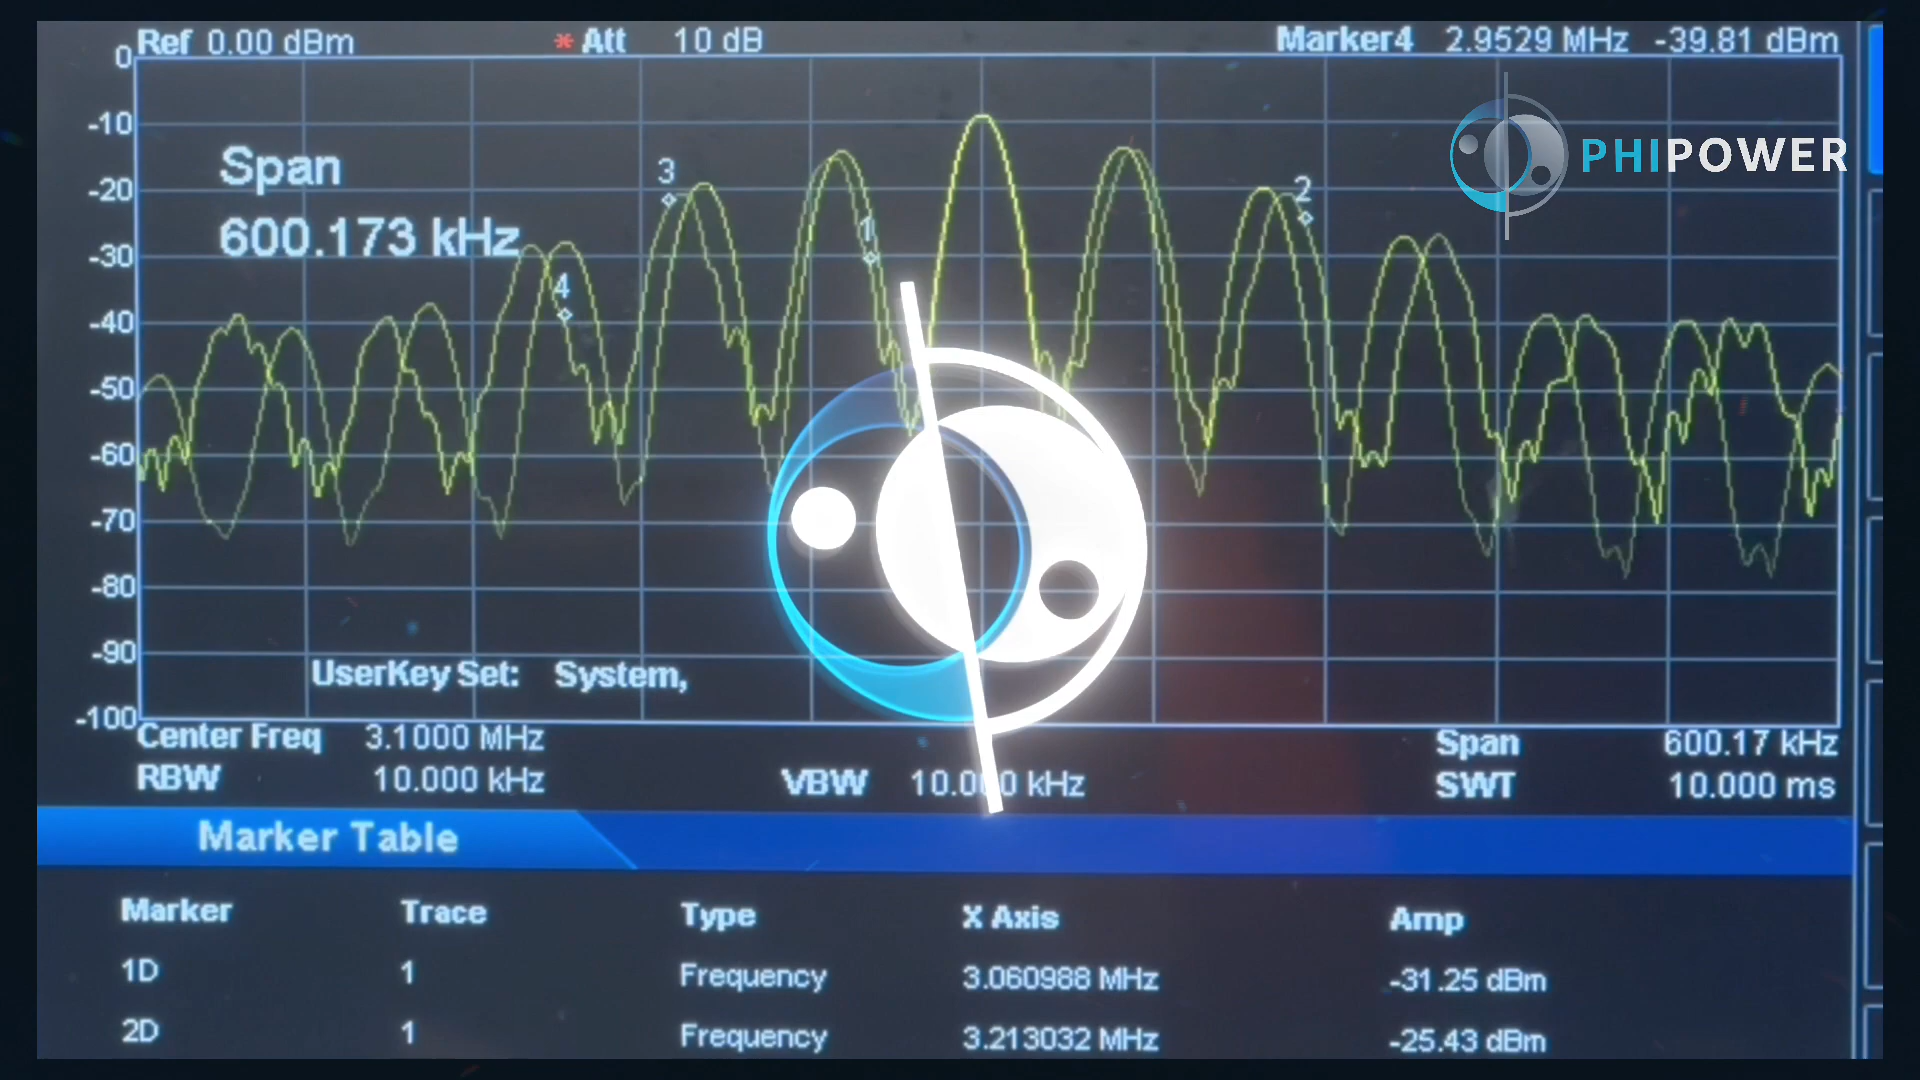 Ref 0.00 dBm * Att 10 dB Marker4 2.9529 MHz -39.81 dBm
0
-10
-20
-30
-40
-50
-60
-70
-80
-90
-100
PHIPOWER
Span
600.173 kHz
3
2
1
4
UserKey Set: System,
Center Freq 3.1000 MHz Span 600.17 kHz
RBW 10.000 kHz VBW 10.000 kHz SWT 10.000 ms
Marker Table
Marker Trace Type X Axis Amp
1D 1 Frequency 3.060988 MHz -31.25 dBm
2D 1 Frequency 3.213032 MHz -25.43 dBm